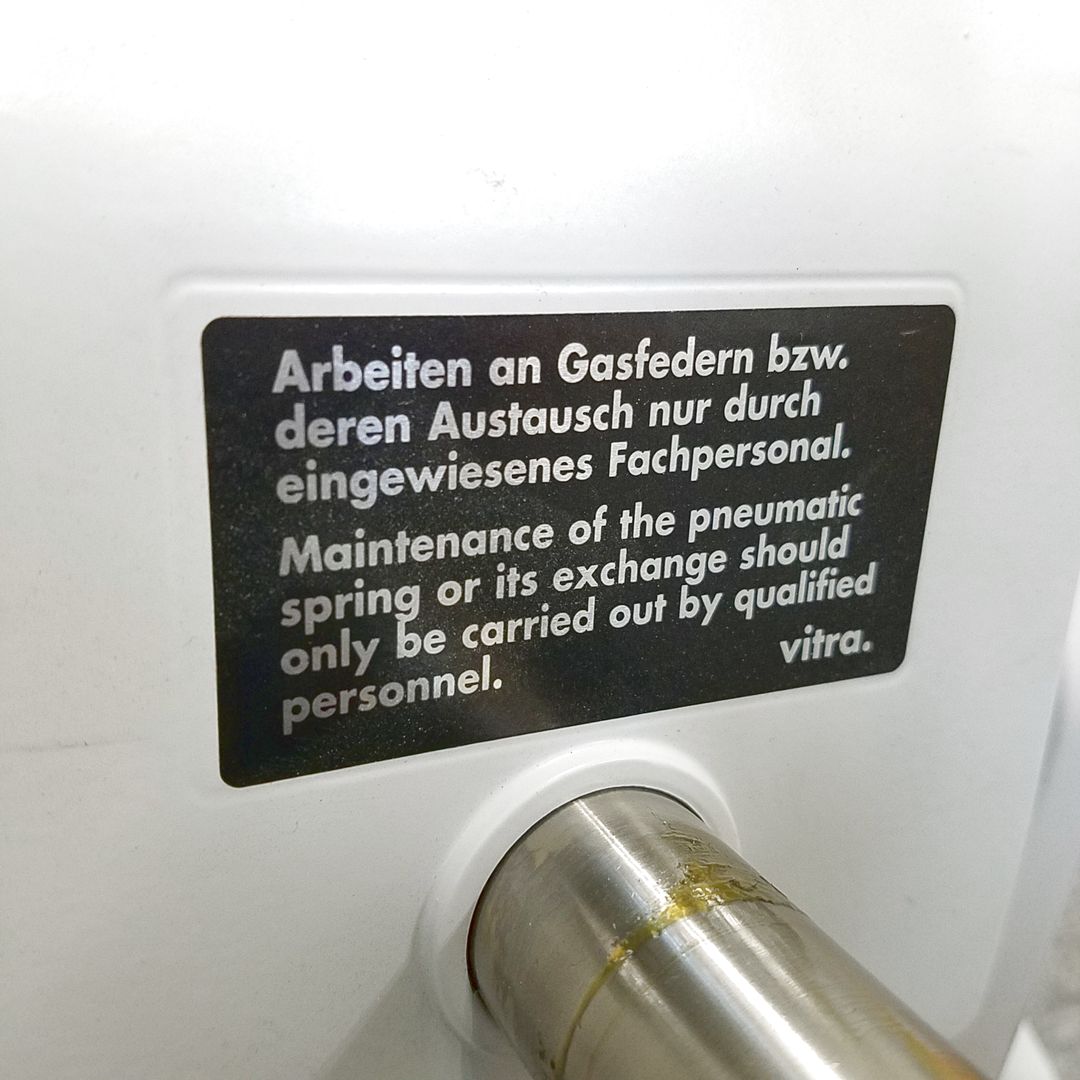 Arbeiten an Gasfedern bzw.
deren Austausch nur durch
eingewiesenes Fachpersonal.
Maintenance of the pneumatic
spring or its exchange should
only be carried out by qualified
personnel.
vitra.